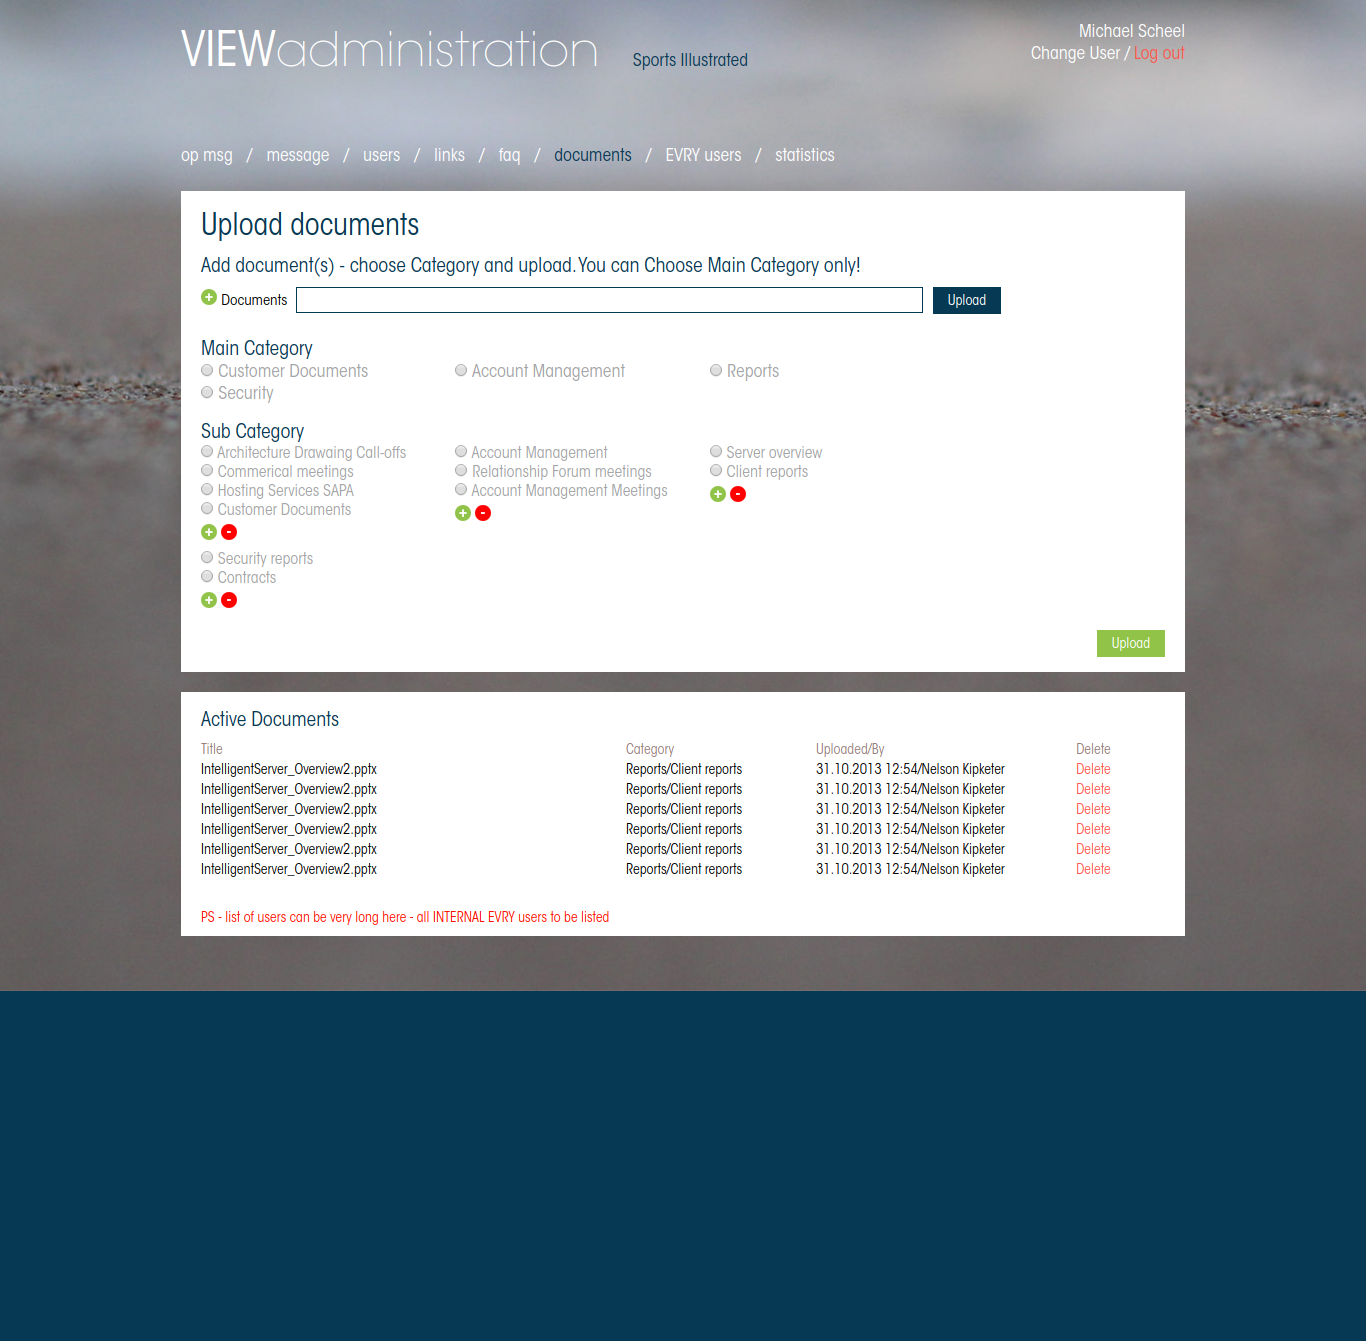 VIEWadministration
Sports Illustrated
Michael Scheel
Change User / Log out
op msg / message / users / links / faq / documents / EVRY users / statistics
Upload documents
Add document(s) - choose Category and upload. You can Choose Main Category only!
Documents Upload
Main Category
Customer Documents Account Management Reports
Security
Sub Category
Architecture Drawaing Call-offs Account Management Server overview
Commerical meetings Relationship Forum meetings Client reports
Hosting Services SAPA Account Management Meetings + -
Customer Documents + -
+ -
Security reports
Contracts
+ -
Upload
Active Documents
Title Category Uploaded/By Delete
IntelligentServer_Overview2.pptx Reports/Client reports 31.10.2013 12:54/Nelson Kipketer Delete
IntelligentServer_Overview2.pptx Reports/Client reports 31.10.2013 12:54/Nelson Kipketer Delete
IntelligentServer_Overview2.pptx Reports/Client reports 31.10.2013 12:54/Nelson Kipketer Delete
IntelligentServer_Overview2.pptx Reports/Client reports 31.10.2013 12:54/Nelson Kipketer Delete
IntelligentServer_Overview2.pptx Reports/Client reports 31.10.2013 12:54/Nelson Kipketer Delete
IntelligentServer_Overview2.pptx Reports/Client reports 31.10.2013 12:54/Nelson Kipketer Delete
PS - list of users can be very long here - all INTERNAL EVRY users to be listed